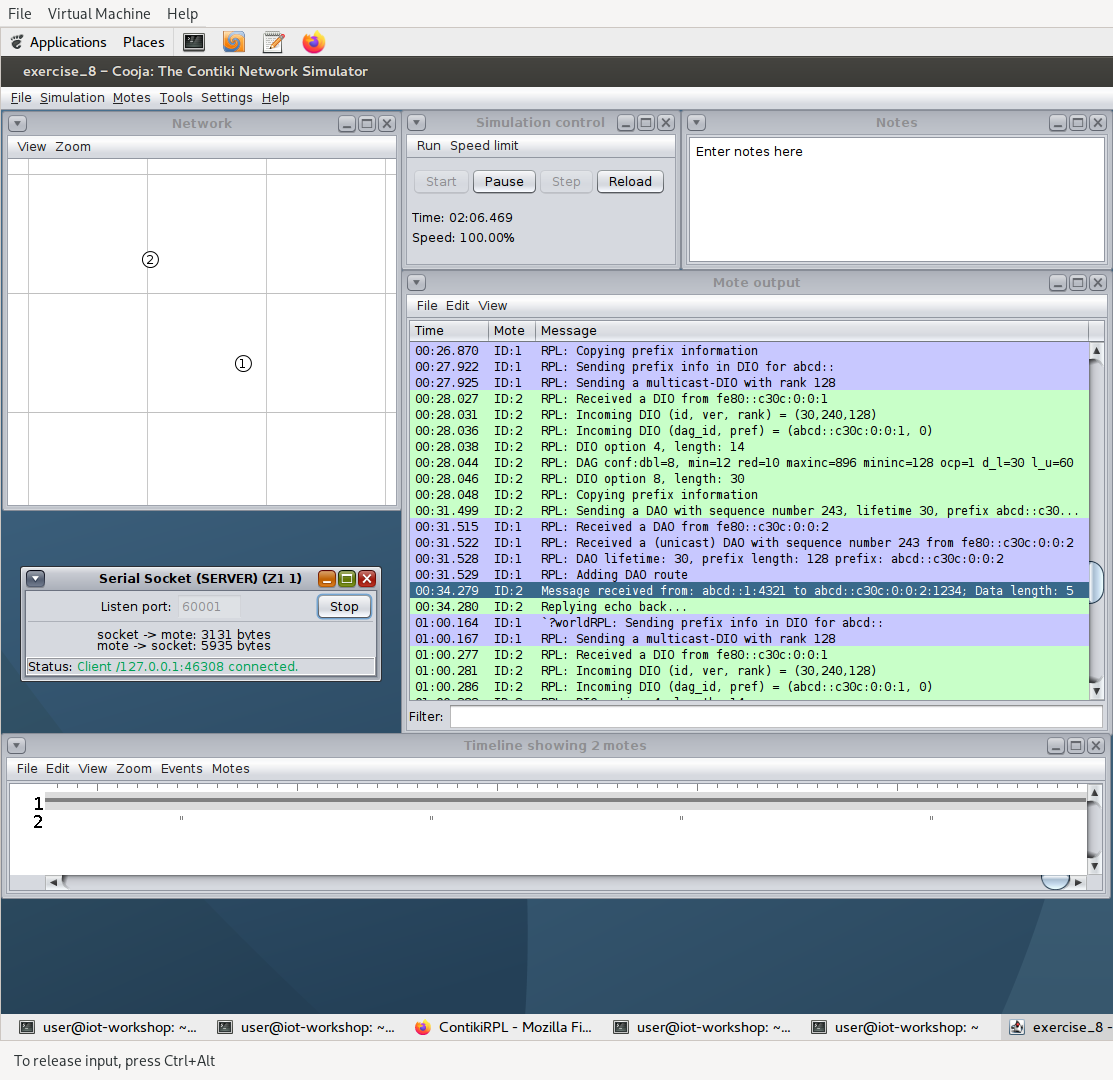 File Virtual Machine Help
Applications Places
exercise_8 – Cooja: The Contiki Network Simulator
File Simulation Motes Tools Settings Help
Network
View Zoom
2
1
Simulation control
Run Speed limit
Start Pause Step Reload
Time: 02:06.469
Speed: 100.00%
Notes
Enter notes here
Mote output
File Edit View
Time Mote Message
00:26.870 ID:1 RPL: Copying prefix information
00:27.922 ID:1 RPL: Sending prefix info in DIO for abcd::
00:27.925 ID:1 RPL: Sending a multicast-DIO with rank 128
00:28.027 ID:2 RPL: Received a DIO from fe80::c30c:0:0:1
00:28.031 ID:2 RPL: Incoming DIO (id, ver, rank) = (30,240,128)
00:28.036 ID:2 RPL: Incoming DIO (dag_id, pref) = (abcd::c30c:0:0:1, 0)
00:28.038 ID:2 RPL: DIO option 4, length: 14
00:28.044 ID:2 RPL: DAG conf:dbl=8, min=12 red=10 maxinc=896 mininc=128 ocp=1 d_l=30 l_u=60
00:28.046 ID:2 RPL: DIO option 8, length: 30
00:28.048 ID:2 RPL: Copying prefix information
00:31.499 ID:2 RPL: Sending a DAO with sequence number 243, lifetime 30, prefix abcd::c30...
00:31.515 ID:1 RPL: Received a DAO from fe80::c30c:0:0:2
00:31.522 ID:1 RPL: Received a (unicast) DAO with sequence number 243 from fe80::c30c:0:0:2
00:31.528 ID:1 RPL: DAO lifetime: 30, prefix length: 128 prefix: abcd::c30c:0:0:2
00:31.529 ID:1 RPL: Adding DAO route
00:34.279 ID:2 Message received from: abcd::1:4321 to abcd::c30c:0:0:2:1234; Data length: 5
00:34.280 ID:2 Replying echo back...
01:00.164 ID:1 `?worldRPL: Sending prefix info in DIO for abcd::
01:00.167 ID:1 RPL: Sending a multicast-DIO with rank 128
01:00.277 ID:2 RPL: Received a DIO from fe80::c30c:0:0:1
01:00.281 ID:2 RPL: Incoming DIO (id, ver, rank) = (30,240,128)
01:00.286 ID:2 RPL: Incoming DIO (dag_id, pref) = (abcd::c30c:0:0:1, 0)
Filter:
Serial Socket (SERVER) (Z1 1)
Listen port: 60001 Stop
socket -> mote: 3131 bytes
mote -> socket: 5935 bytes
Status: Client /127.0.0.1:46308 connected.
Timeline showing 2 motes
File Edit View Zoom Events Motes
1
2
user@iot-workshop: ~... user@iot-workshop: ~... ContikiRPL - Mozilla Fi... user@iot-workshop: ~... user@iot-workshop: ~ exercise_8 -
To release input, press Ctrl+Alt